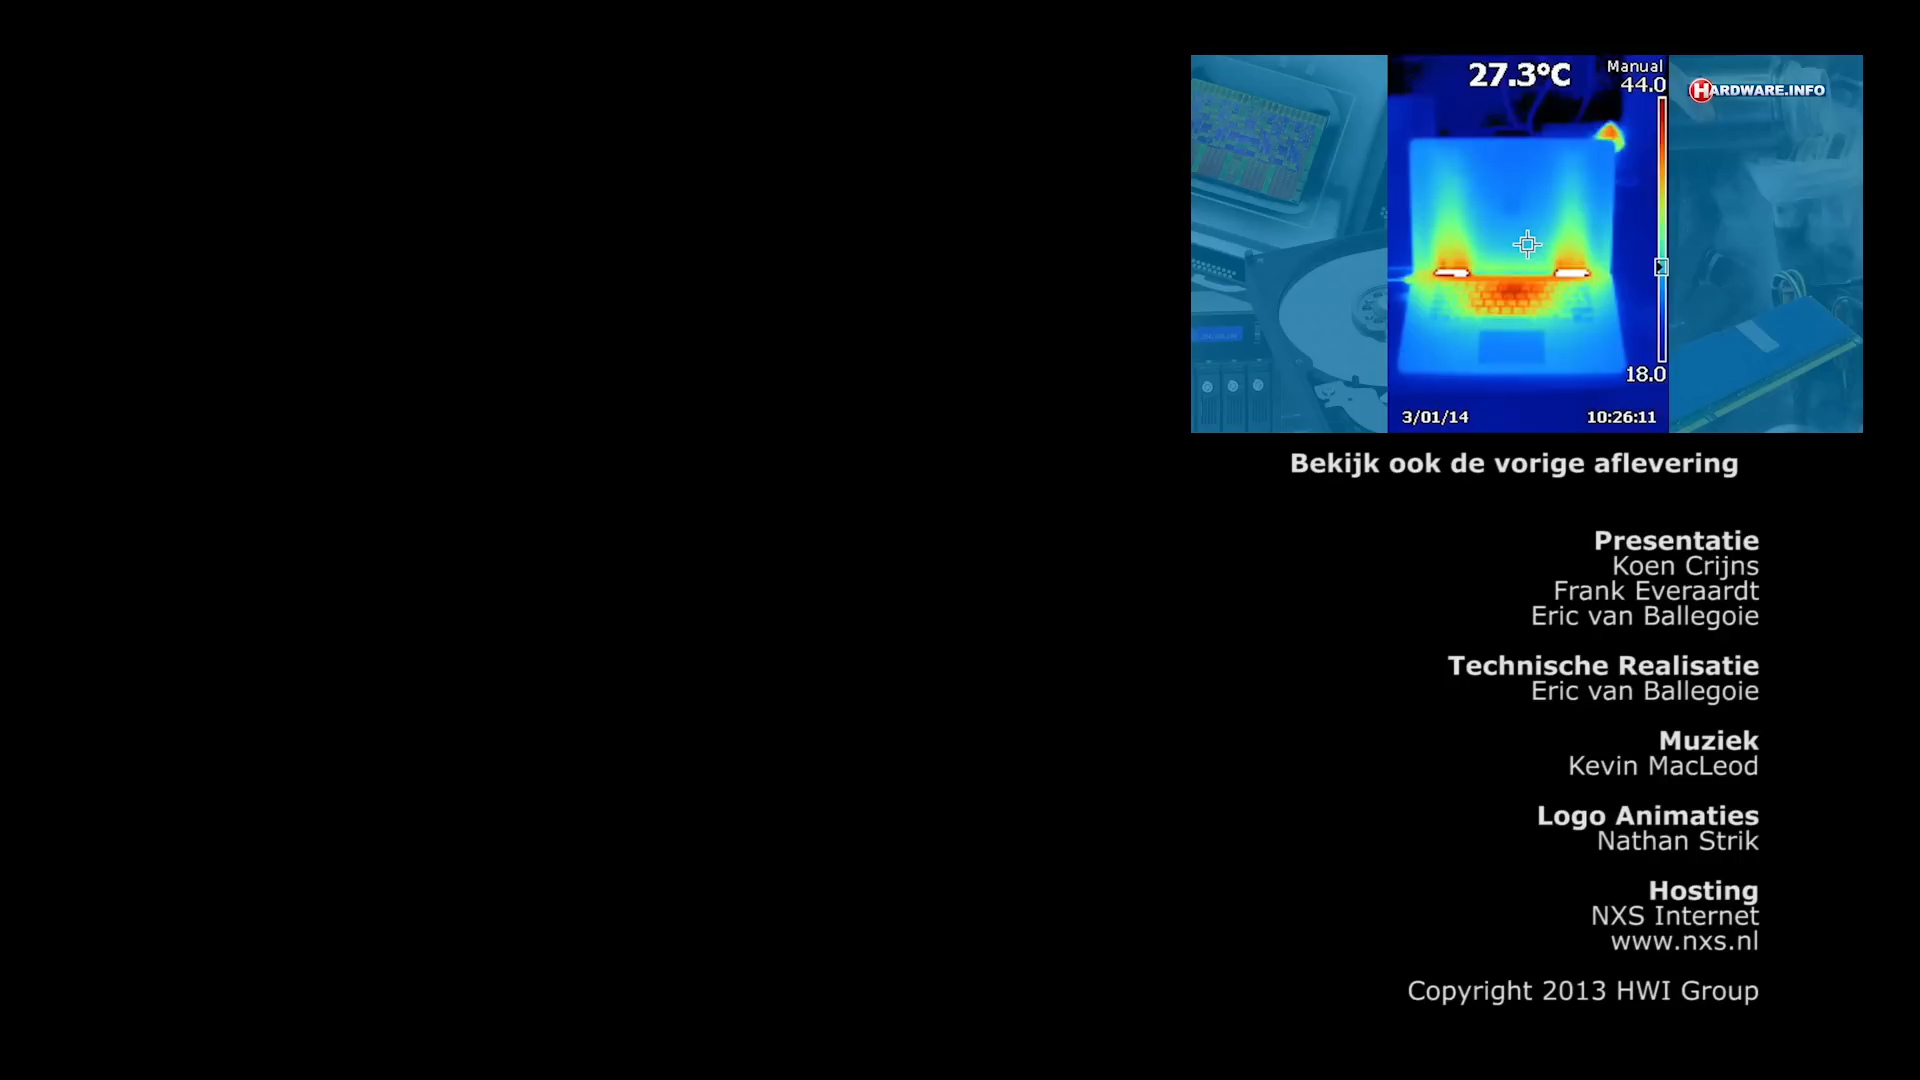 27.3°C
Manual
44.0
HARDWARE.INFO
18.0
3/01/14
10:26:11
Bekijk ook de vorige aflevering
Presentatie
Koen Crijns
Frank Everaardt
Eric van Ballegoie
Technische Realisatie
Eric van Ballegoie
Muziek
Kevin MacLeod
Logo Animaties
Nathan Strik
Hosting
NXS Internet
www.nxs.nl
Copyright 2013 HWI Group